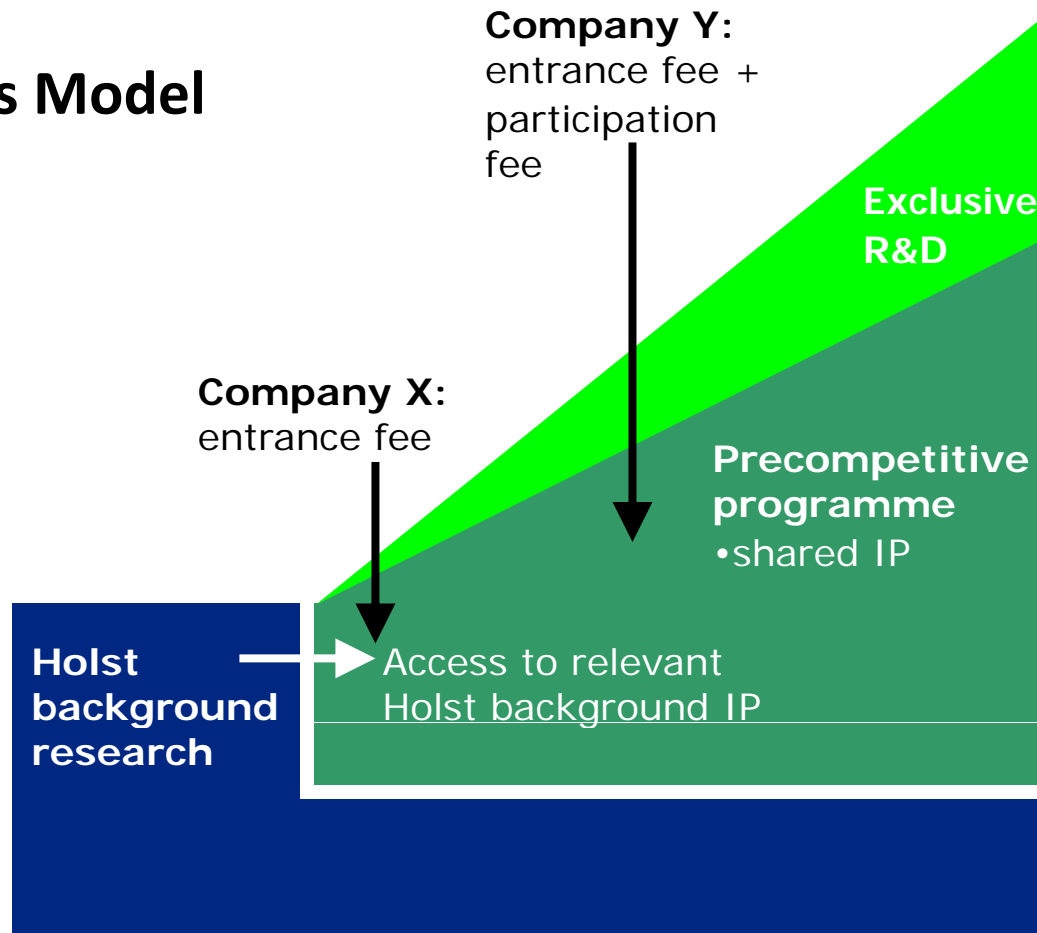 s Model
Company Y:
entrance fee +
participation
fee
Exclusive
R&D
Company X:
entrance fee
Precompetitive
programme
•shared IP
Holst
background
research
Access to relevant
Holst background IP